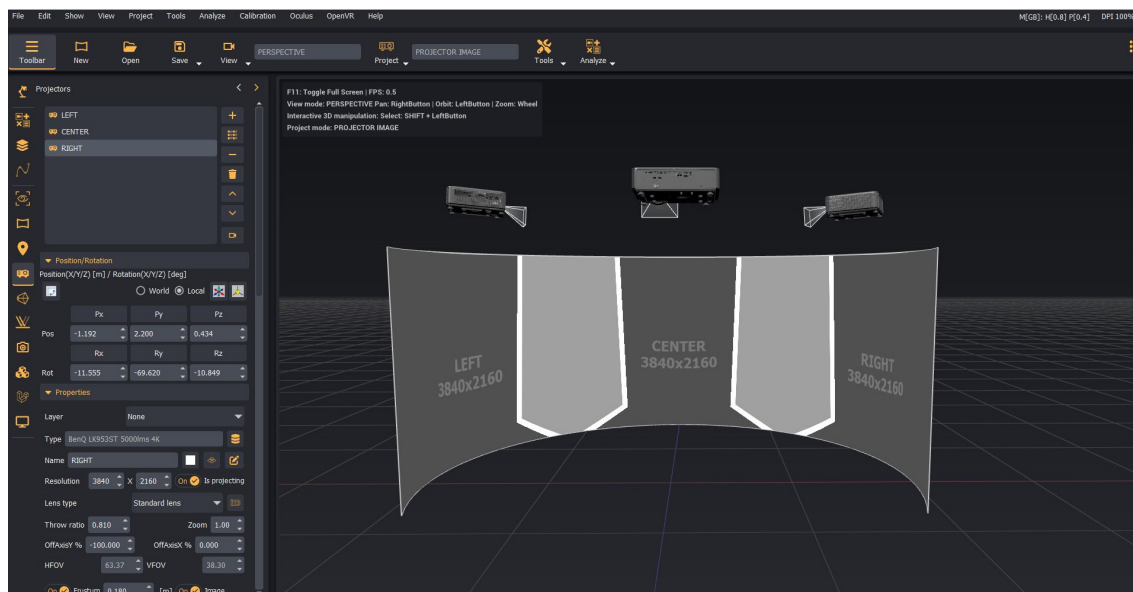 File Edit Show View Project Tools Analyze Calibration Oculus OpenVR Help M[GB]: H[0.8] P[0.4] DPI 100%
PERSPECTIVE PROJECTOR IMAGE
Toolbar New Open Save View Project Tools Analyze
Projectors
LEFT
CENTER
RIGHT
Position/Rotation
Position(X/Y/Z) [m] / Rotation(X/Y/Z) [deg]
World Local
Px Py Pz
Pos -1.192 2.200 0.434
Rx Ry Rz
Rot -11.555 -69.620 -10.849
Properties
Layer None
Type BenQ LK953ST 5000lms 4K
Name RIGHT
Resolution 3840 X 2160 On Is projecting
Lens type Standard lens
Throw ratio 0.810 Zoom 1.00
OffAxisY % -100.000 OffAxisX % 0.000
HFOV 63.37 VFOV 38.30
On Frustum 0.180 [m] On Image
F11: Toggle Full Screen | FPS: 0.5
View mode: PERSPECTIVE Pan: RightButton | Orbit: LeftButton | Zoom: Wheel
Interactive 3D manipulation: Select: SHIFT + LeftButton
Project mode: PROJECTOR IMAGE
LEFT
3840x2160
CENTER
3840x2160
RIGHT
3840x2160